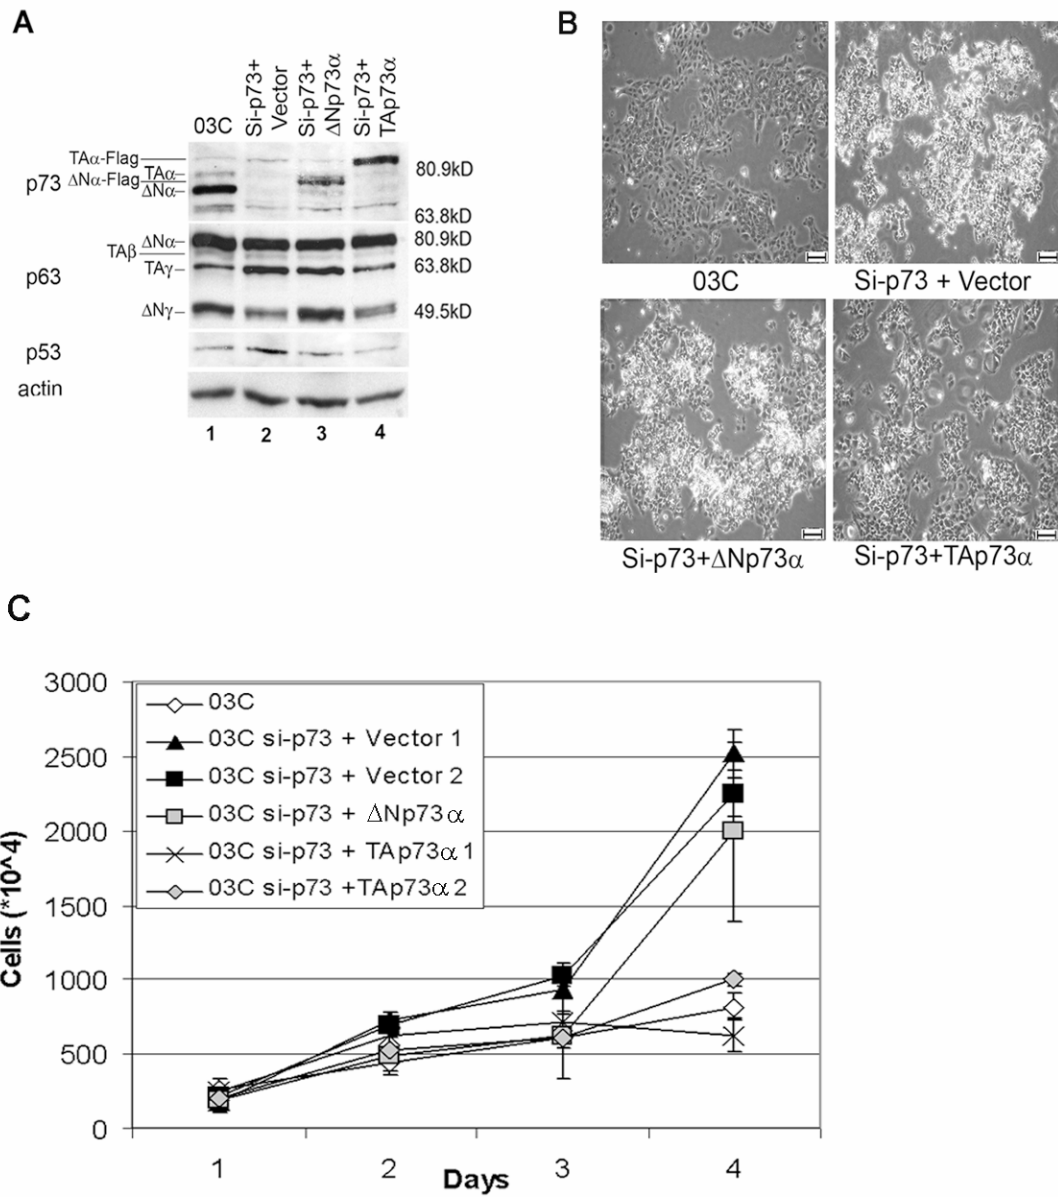 A
03C
Si-p73+
Vector
Si-p73+
ΔNp73α
Si-p73+
TAp73α
p73
TAα-Flag
TAα
ΔNα-Flag
ΔNα
80.9kD
63.8kD
p63
ΔNα
TAβ
TAγ
ΔNγ
80.9kD
63.8kD
49.5kD
p53
actin
1 2 3 4
B
03C
Si-p73 + Vector
Si-p73+ΔNp73α
Si-p73+TAp73α
C
Cells (*10^4)
3000
2500
2000
1500
1000
500
0
03C
03C si-p73 + Vector 1
03C si-p73 + Vector 2
03C si-p73 + ΔNp73α
03C si-p73 + TAp73α1
03C si-p73 +TAp73α2
1 2 3 4
Days